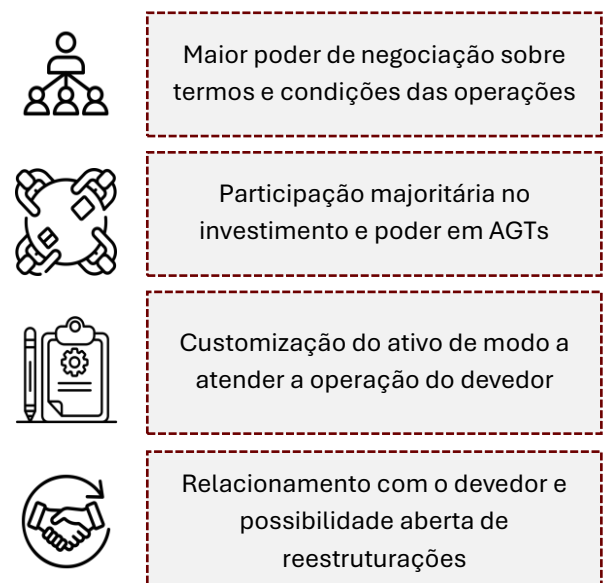 Maior poder de negociação sobre
termos e condições das operações
Participação majoritária no
investimento e poder em AGTs
Customização do ativo de modo a
atender a operação do devedor
Relacionamento com o devedor e
possibilidade aberta de
reestruturações